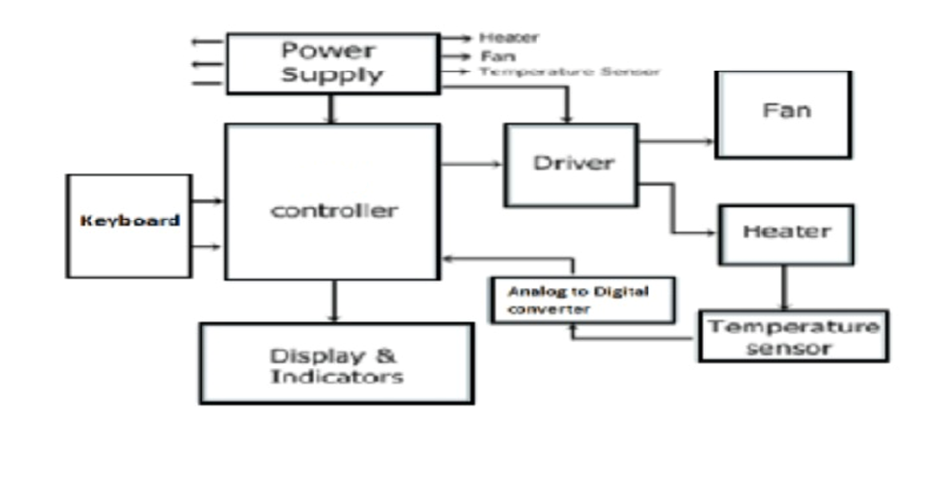 Power
Supply
Heater
Fan
Temperature Sensor
Fan
Driver
Keyboard
controller
Heater
Analog to Digital
converter
Temperature
sensor
Display &
Indicators